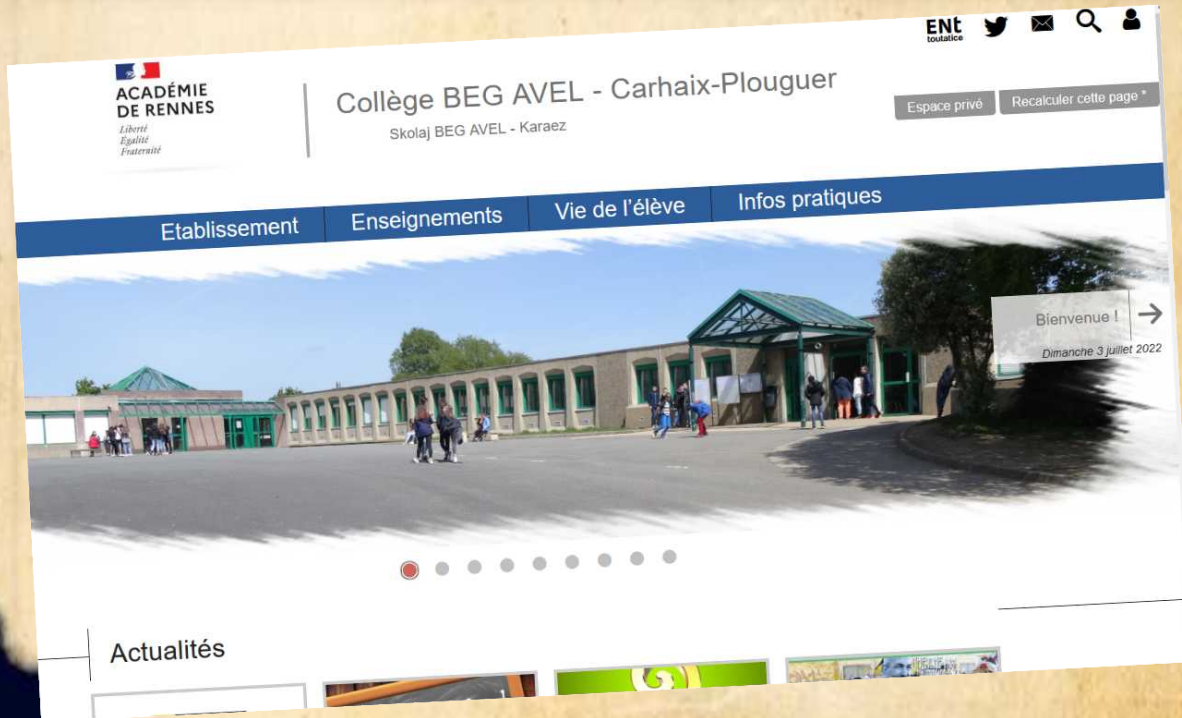 ENt
toutatice
ACADÉMIE
DE RENNES
Liberté
Égalité
Fraternité
Collège BEG AVEL - Carhaix-Plouguer
Skolaj BEG AVEL - Karaez
Espace privé
Recalculer cette page *
Etablissement
Enseignements
Vie de l'élève
Infos pratiques
Bienvenue !
Dimanche 3 juillet 2022
Actualités